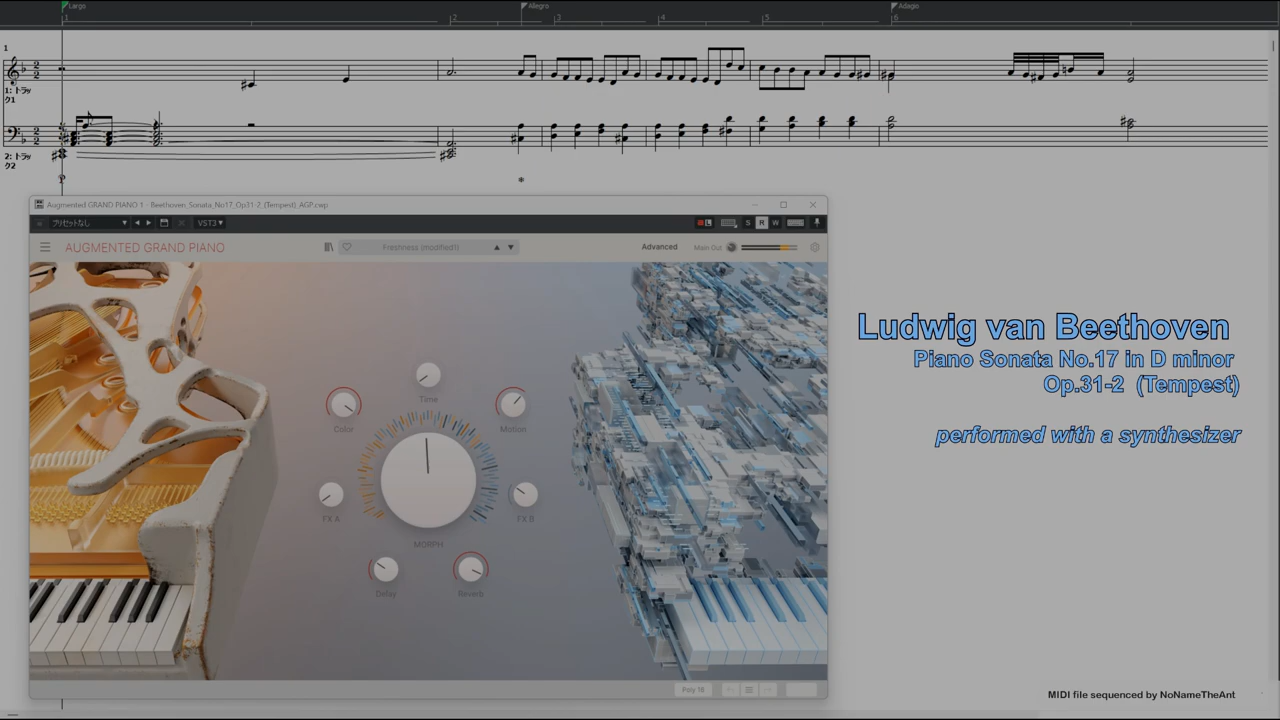 Largo
Allegro
Adagio
1
2
3
4
5
6
1
1: トラッ
ク1
2: トラッ
ク2
Augmented GRAND PIANO 1 - Beethoven_Sonata_No17_Op31-2_(Tempest)_AGP.cwp
プリセットなし
VST3
L
S
R
W
AUGMENTED GRAND PIANO
Freshness (modified1)
Advanced
Main Out
Time
Color
Motion
FX A
FX B
MORPH
Delay
Reverb
Poly 16
Ludwig van Beethoven
Piano Sonata No.17 in D minor
Op.31-2 (Tempest)
performed with a synthesizer
MIDI file sequenced by NoNameTheAnt